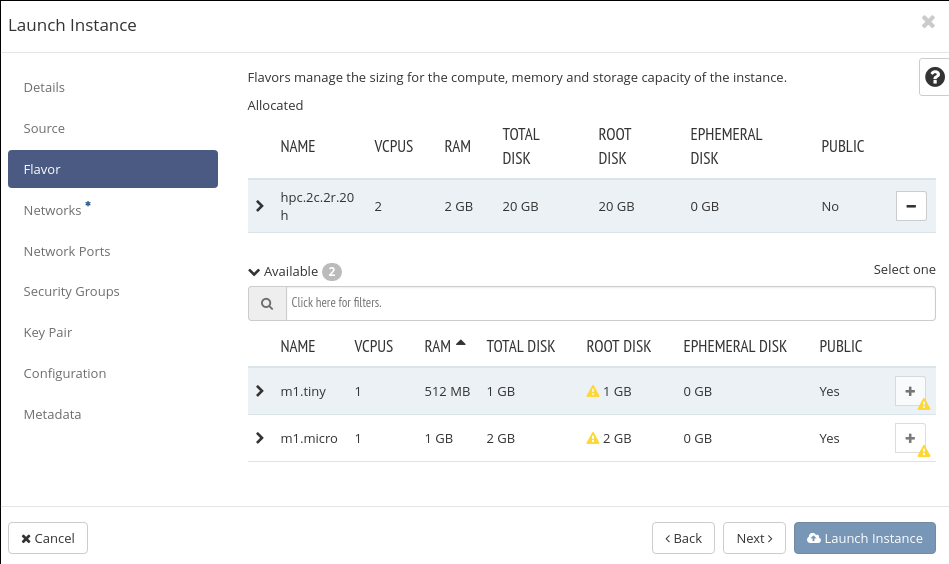 Launch Instance
Details
Source
Flavor
Networks *
Network Ports
Security Groups
Key Pair
Configuration
Metadata
Flavors manage the sizing for the compute, memory and storage capacity of the instance.
Allocated
NAME VCPUS RAM TOTAL DISK ROOT DISK EPHEMERAL DISK PUBLIC
hpc.2c.2r.20
h 2 2 GB 20 GB 20 GB 0 GB No
Available 2 Select one
Click here for filters.
NAME VCPUS RAM TOTAL DISK ROOT DISK EPHEMERAL DISK PUBLIC
m1.tiny 1 512 MB 1 GB 1 GB 0 GB Yes
m1.micro 1 1 GB 2 GB 2 GB 0 GB Yes
Cancel < Back Next > Launch Instance